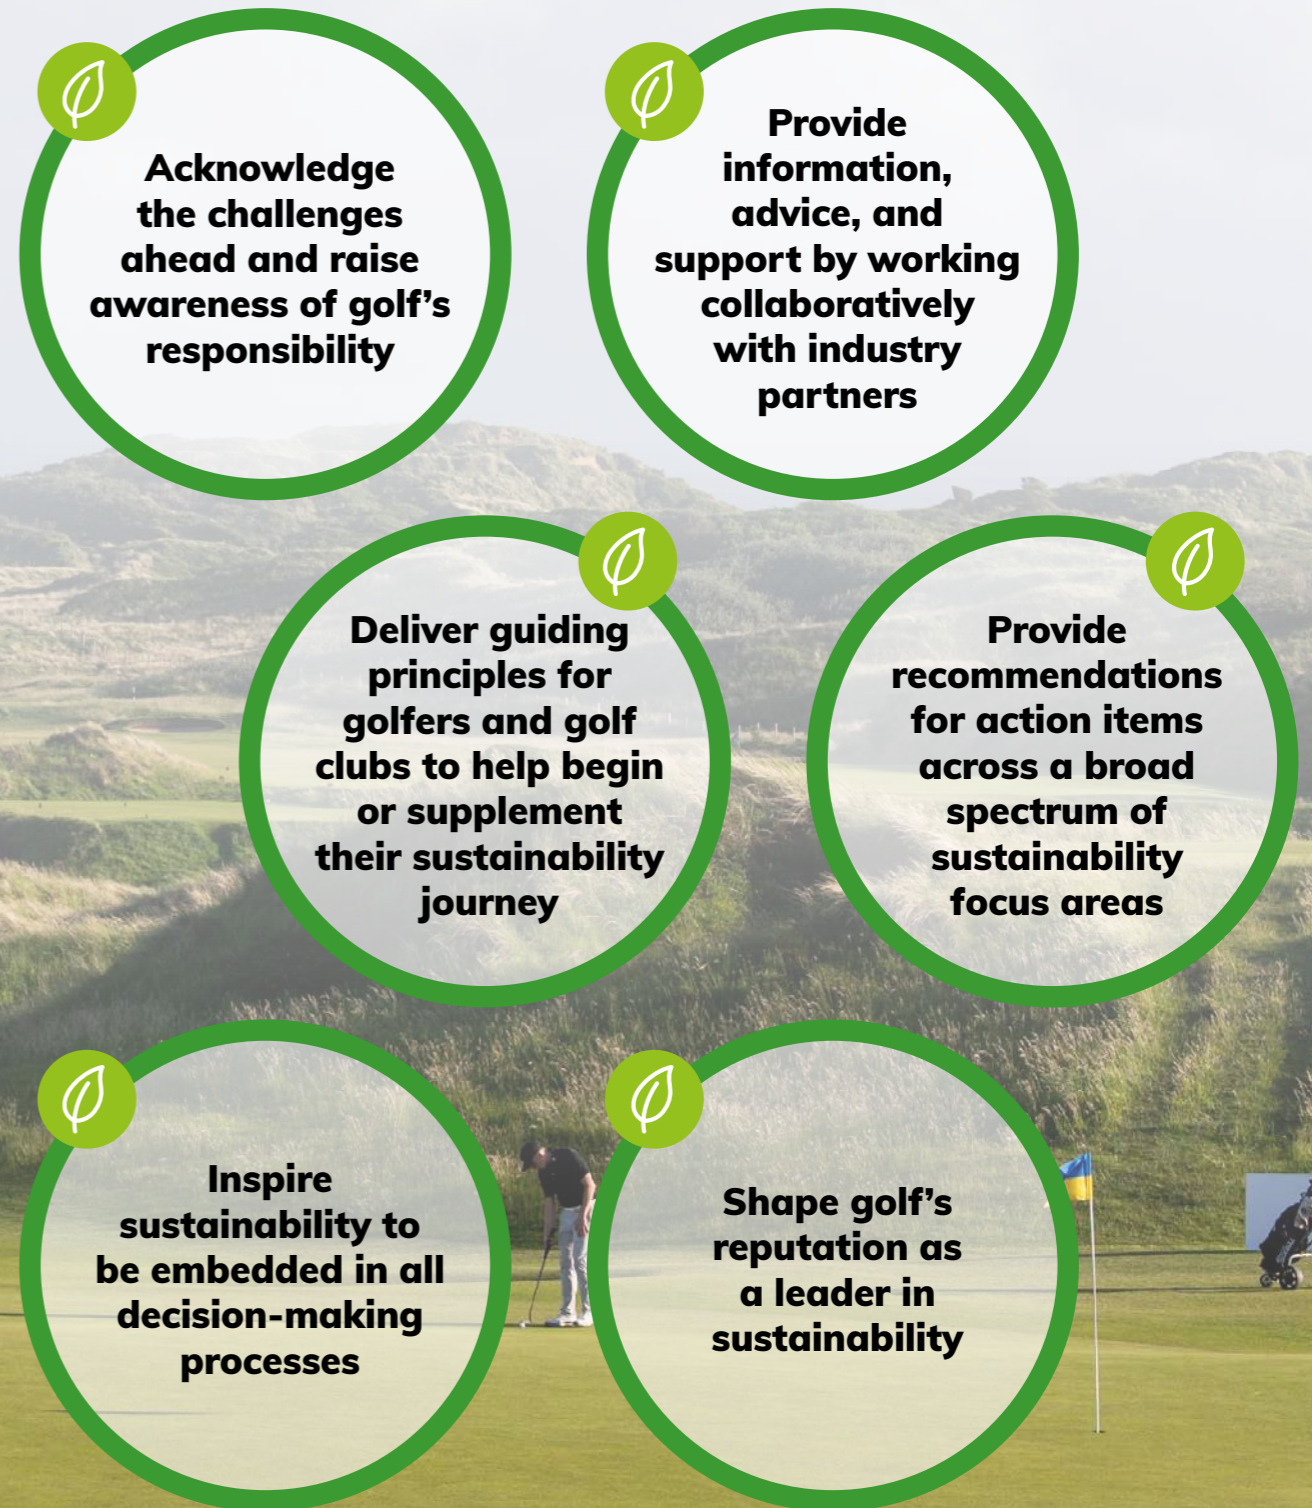 Acknowledge
the challenges
ahead and raise
awareness of golf’s
responsibility
Provide
information,
advice, and
support by working
collaboratively
with industry
partners
Deliver guiding
principles for
golfers and golf
clubs to help begin
or supplement
their sustainability
journey
Provide
recommendations
for action items
across a broad
spectrum of
sustainability
focus areas
Inspire
sustainability to
be embedded in all
decision-making
processes
Shape golf’s
reputation as
a leader in
sustainability